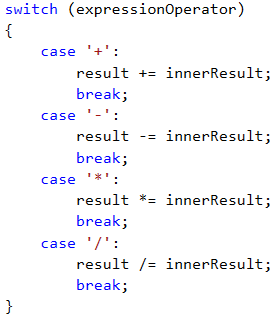 switch (expressionOperator)
{
    case '+':
        result += innerResult;
        break;
    case '-':
        result -= innerResult;
        break;
    case '*':
        result *= innerResult;
        break;
    case '/':
        result /= innerResult;
        break;
}